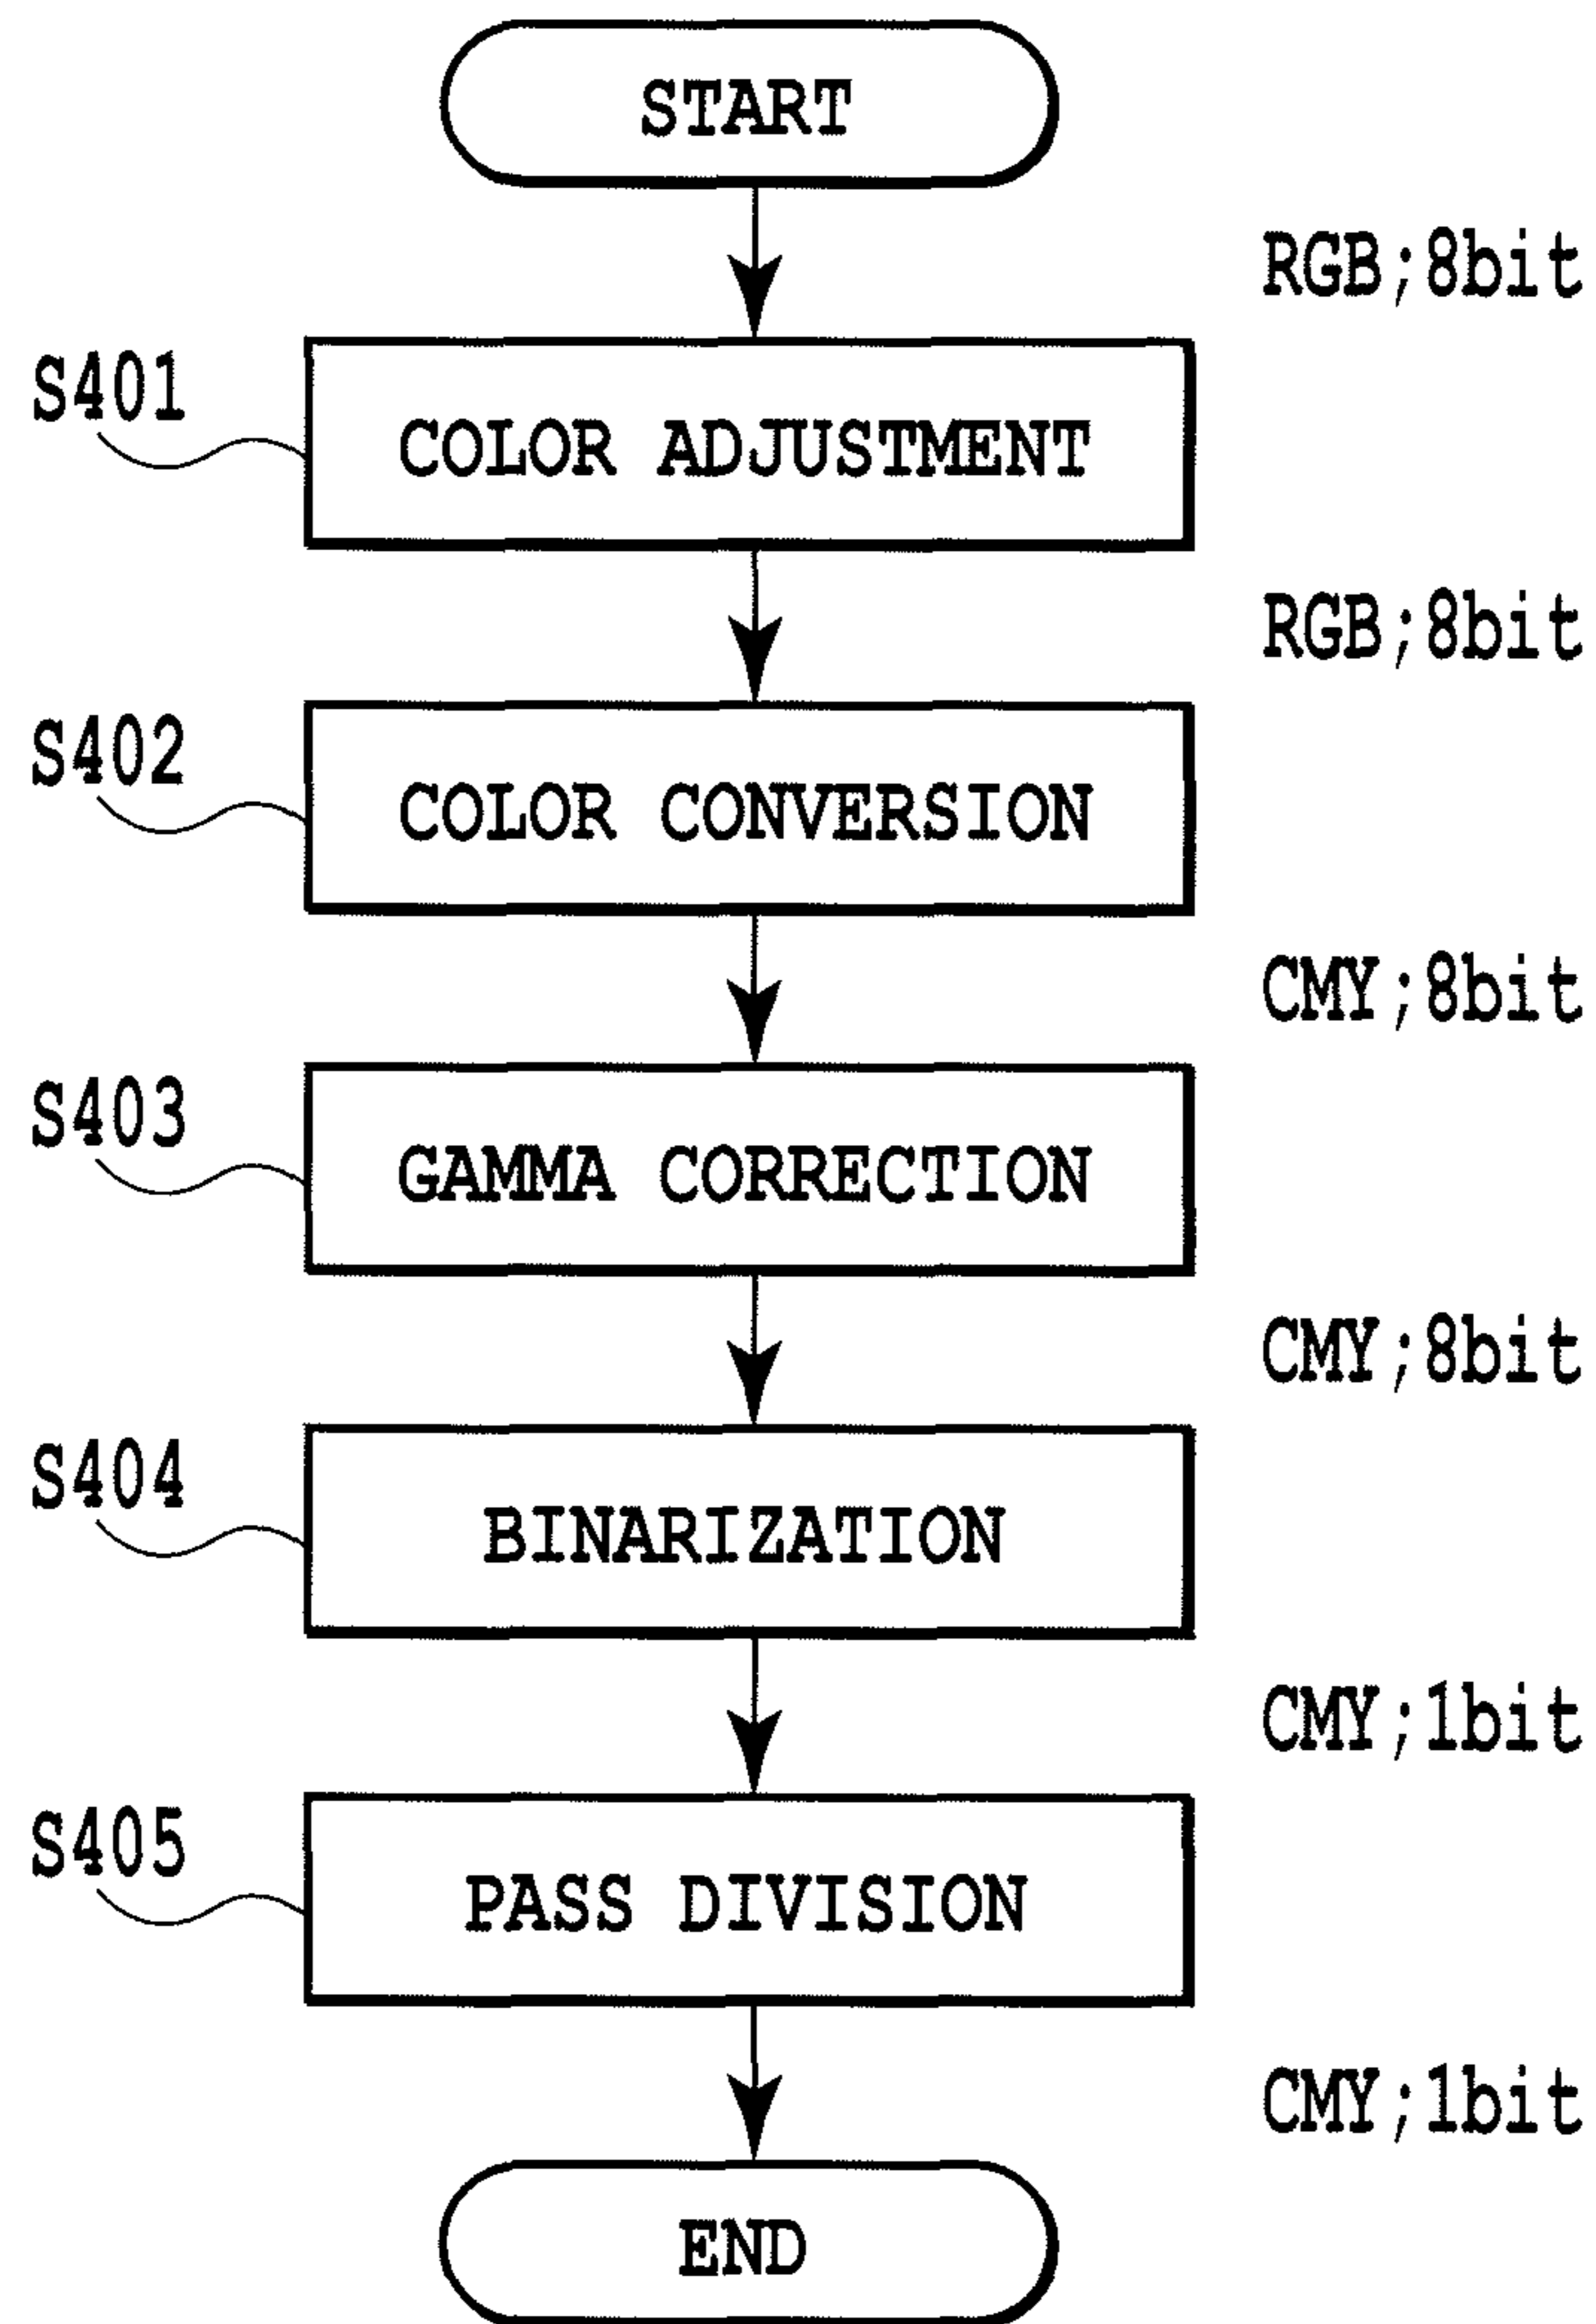 START
RGB;8bit
S401
COLOR ADJUSTMENT
RGB;8bit
S402
COLOR CONVERSION
CMY;8bit
S403
GAMMA CORRECTION
CMY;8bit
S404
BINARIZATION
CMY;1bit
S405
PASS DIVISION
CMY;1bit
END